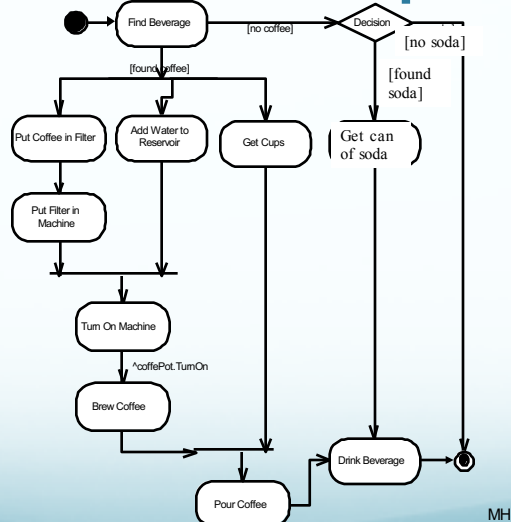 Find Beverage
[no coffee]
Decision
[no soda]
[found coffee]
[found
soda]
Put Coffee in Filter
Add Water to
Reservoir
Get Cups
Get can
of soda
Put Filter in
Machine
Turn On Machine
^coffePot.TurnOn
Brew Coffee
Drink Beverage
Pour Coffee
MH